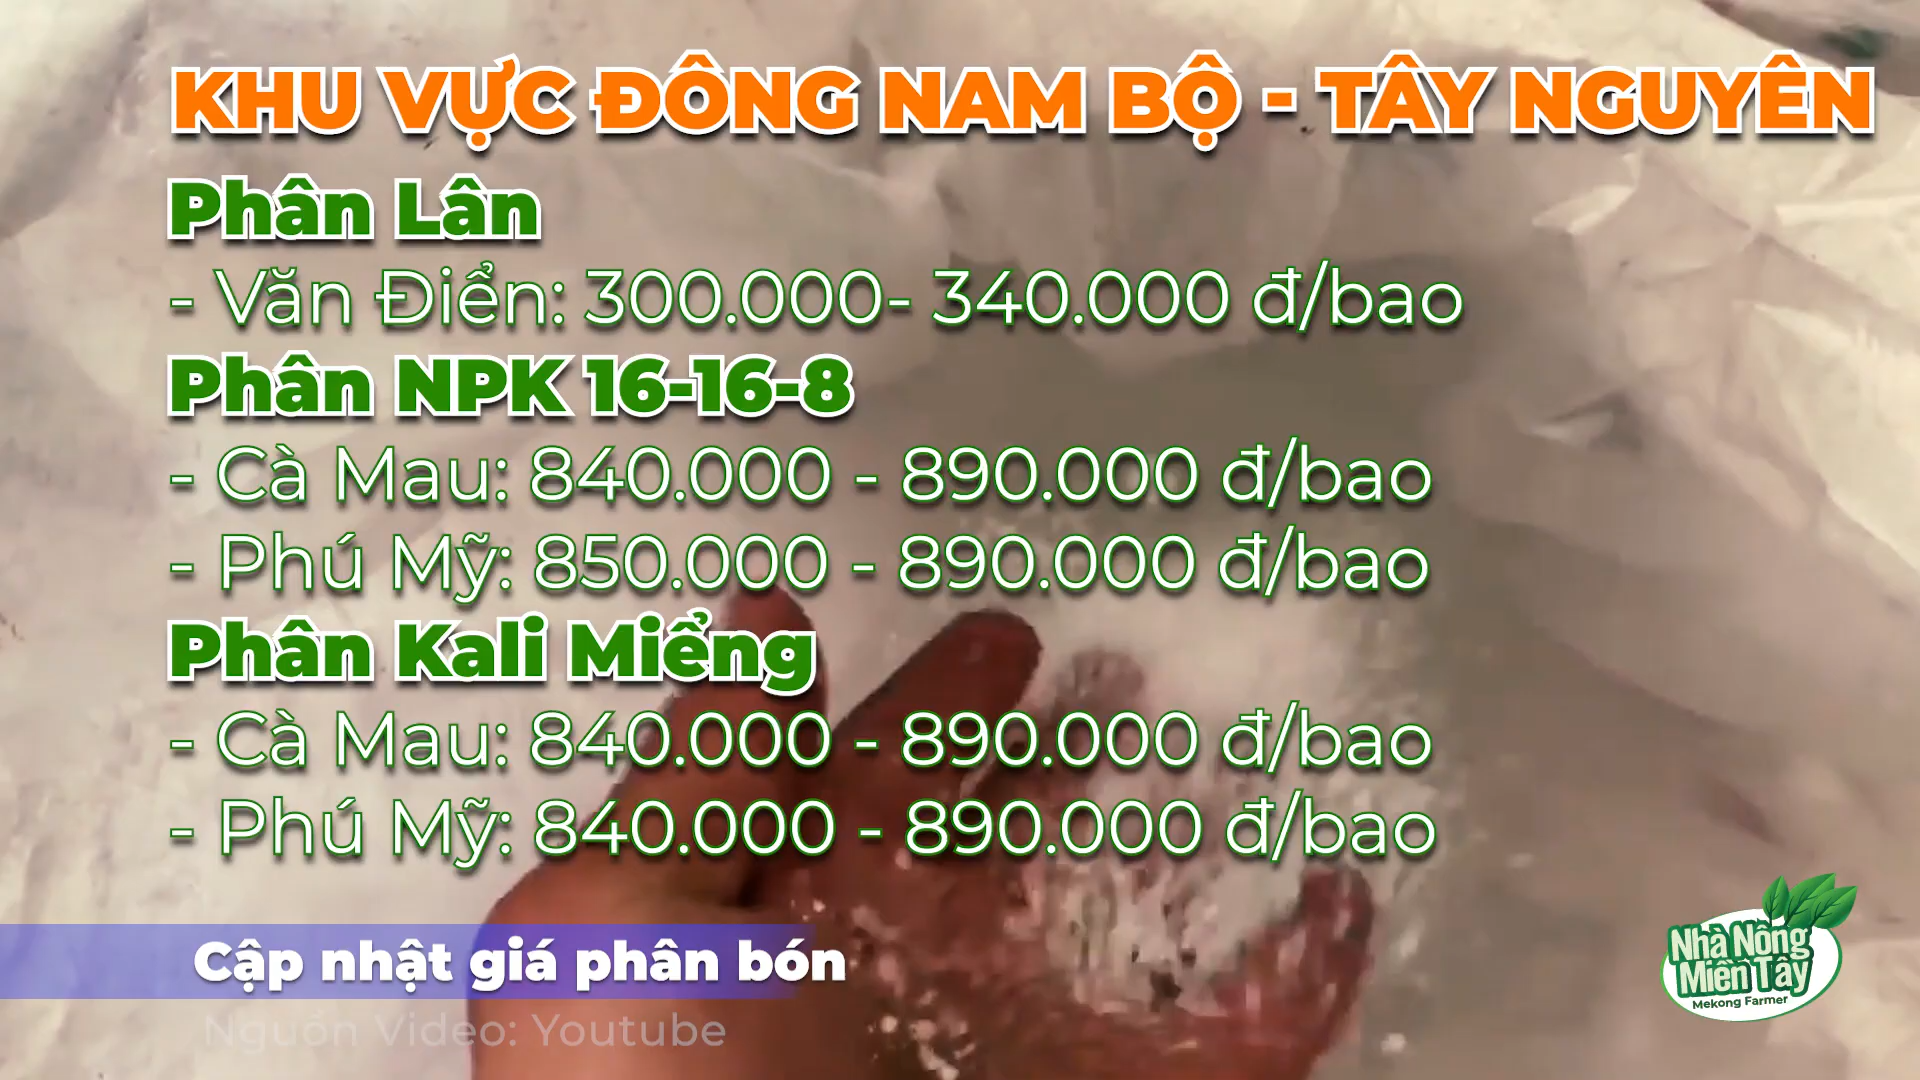 KHU VỰC ĐÔNG NAM BỘ - TÂY NGUYÊN
Phân Lân
- Văn Điển: 300.000- 340.000 đ/bao
Phân NPK 16-16-8
- Cà Mau: 840.000 - 890.000 đ/bao
- Phú Mỹ: 850.000 - 890.000 đ/bao
Phân Kali Miểng
- Cà Mau: 840.000 - 890.000 đ/bao
- Phú Mỹ: 840.000 - 890.000 đ/bao
Cập nhật giá phân bón
Nguồn Video: Youtube
Nhà Nông
Miền Tây
Mekong Farmer